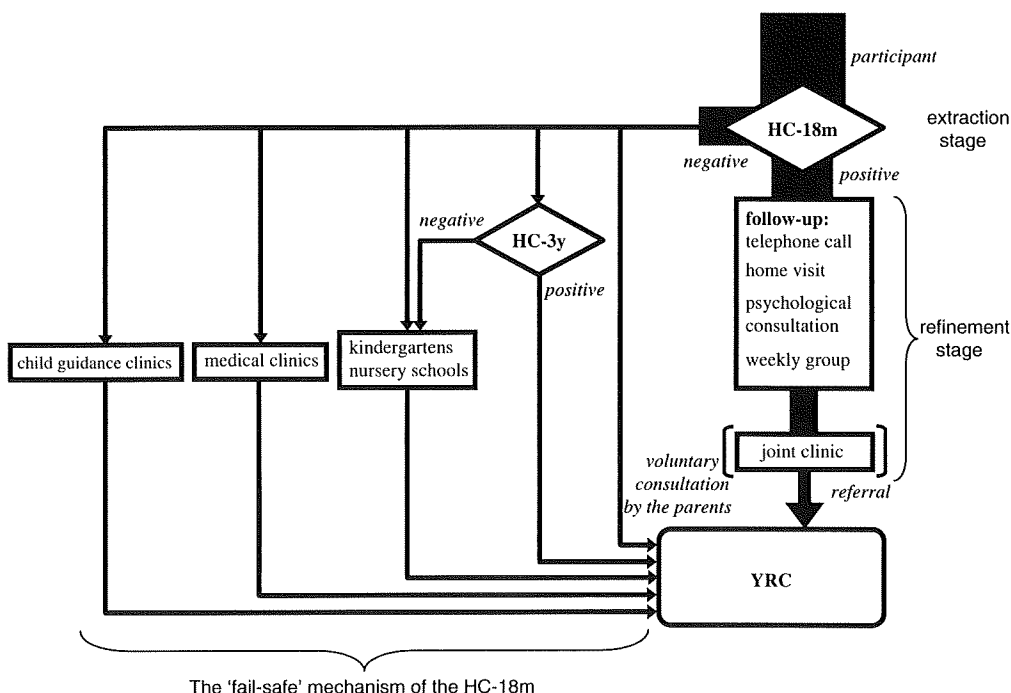 participant
HC-18m
extraction
stage
negative
positive
follow-up:
telephone call
home visit
psychological
consultation
weekly group
refinement
stage
negative
HC-3y
positive
child guidance clinics
medical clinics
kindergartens
nursery schools
joint clinic
voluntary
consultation
by the parents
referral
YRC
The 'fail-safe' mechanism of the HC-18m